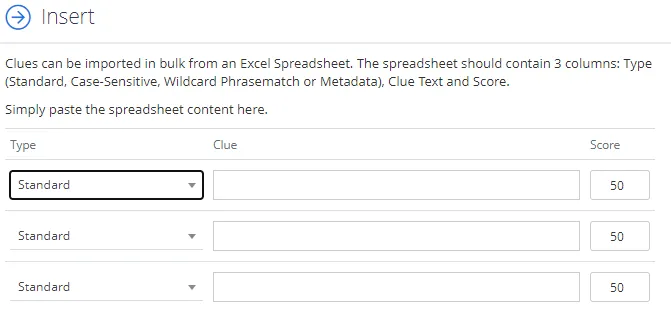 Insert
Clues can be imported in bulk from an Excel Spreadsheet. The spreadsheet should contain 3 columns: Type
(Standard, Case-Sensitive, Wildcard Phrasematch or Metadata), Clue Text and Score.
Simply paste the spreadsheet content here.
Type Clue Score
Standard 50
Standard 50
Standard 50